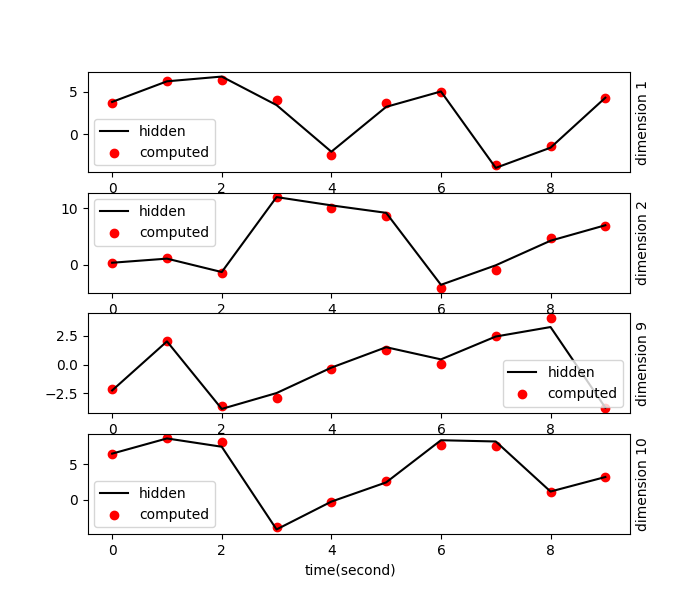 5
0
hidden
computed
0 2 4 6 8
dimension 1
10
0
hidden
computed
0 2 4 6 8
dimension 2
2.5
0.0
−2.5
hidden
computed
0 2 4 6 8
dimension 9
5
0
hidden
computed
0 2 4 6 8
dimension 10
time(second)